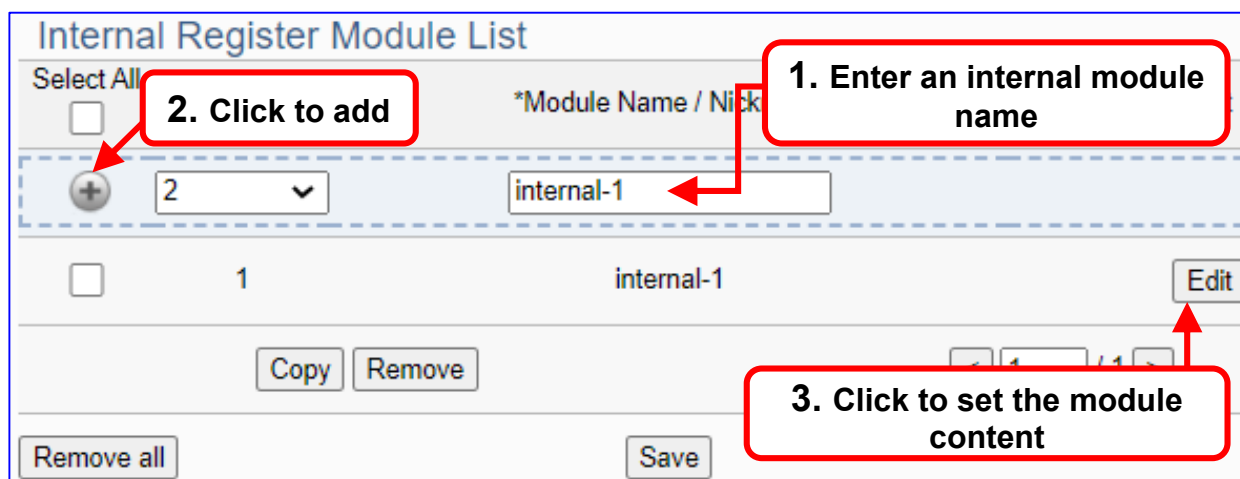 Internal Register Module List
Select All
*Module Name / Nick
1. Enter an internal module
name
2. Click to add
2
internal-1
1
internal-1
Edit
Copy
Remove
3. Click to set the module
content
Remove all
Save